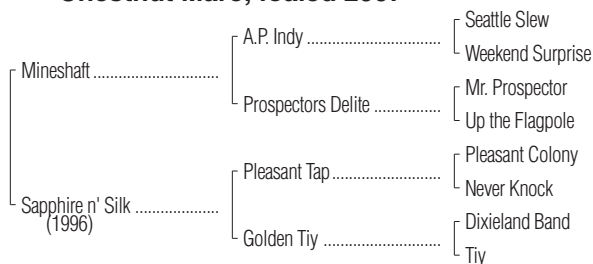 Chestnut Mare; foaled
Seattle Slew
A.P. Indy ..................................
Weekend Surprise
Mineshaft ................................
Mr. Prospector
Prospectors Delite .................
Up the Flagpole
Pleasant Colony
Pleasant Tap ...........................
Never Knock
Sapphire n' Silk .....................
(1996)
Dixieland Band
Golden Tiy .............................
Tiy